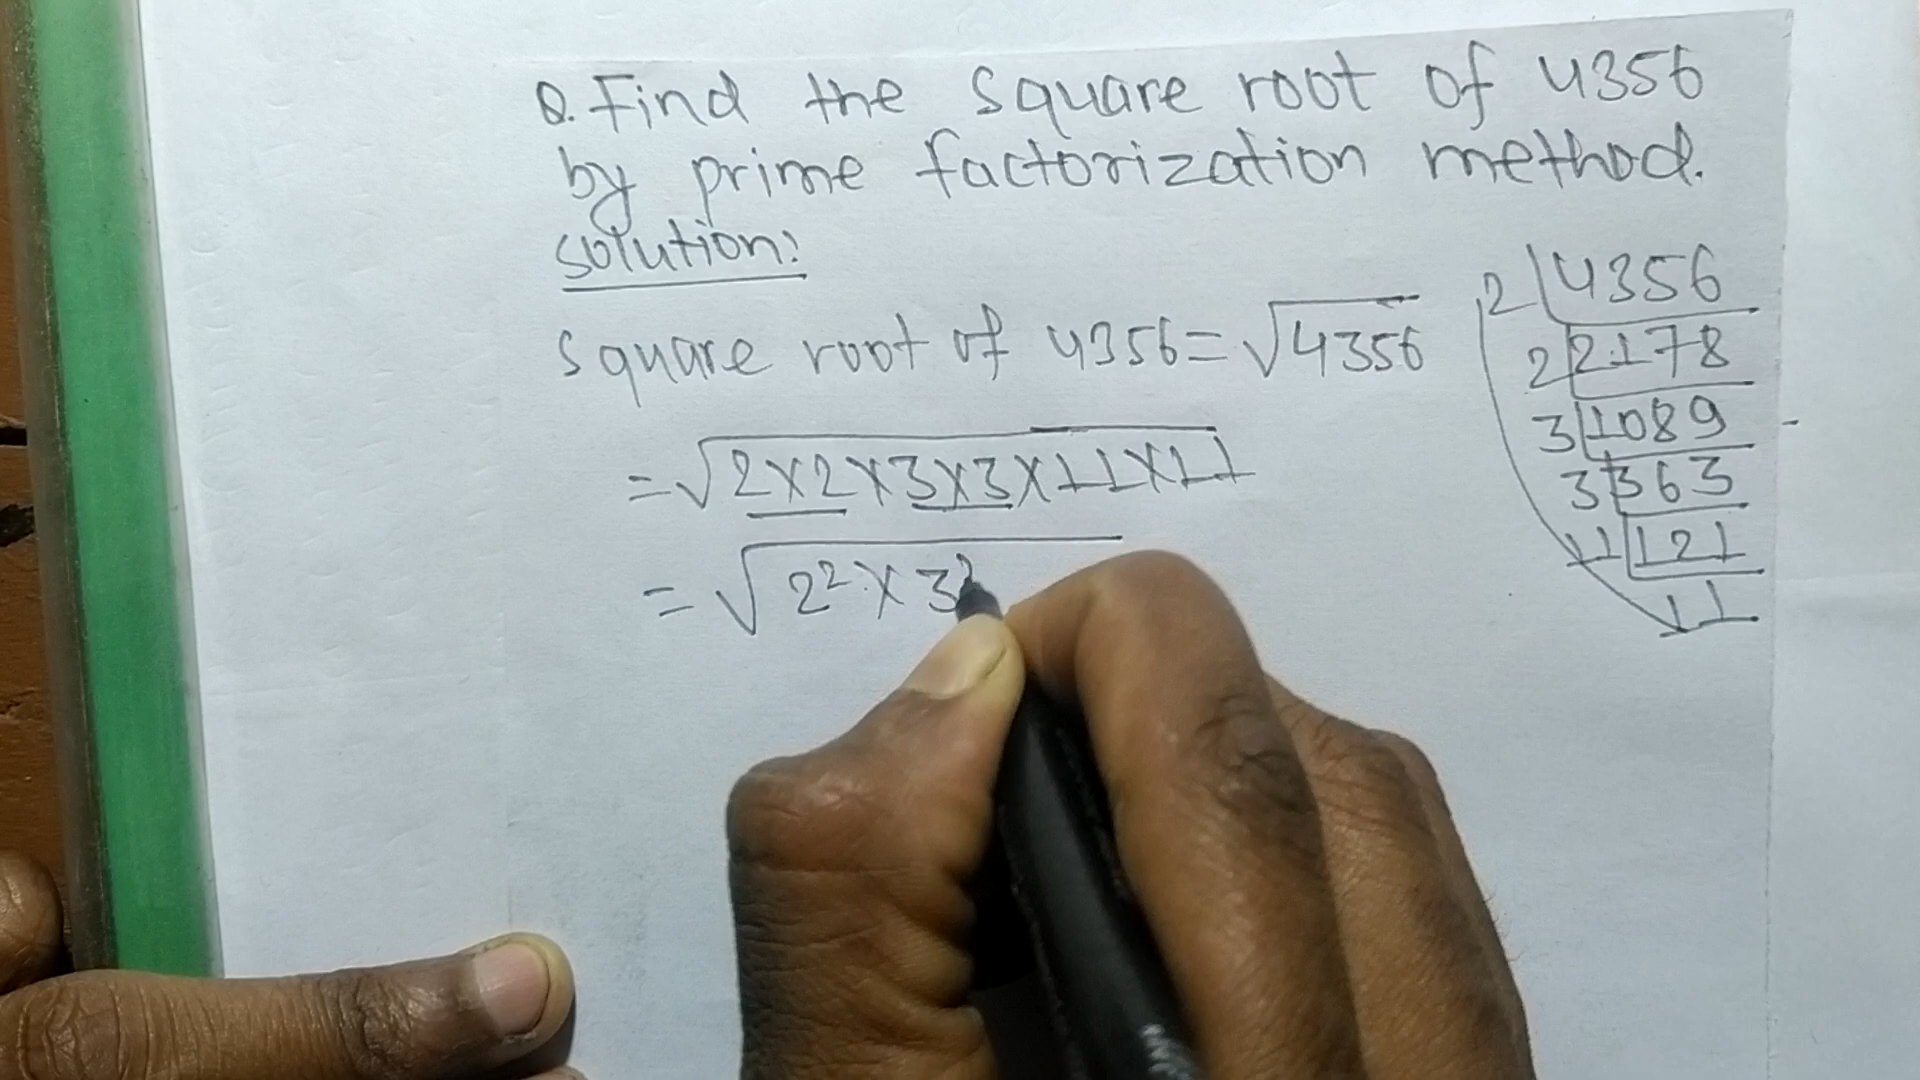 Q. Find the square root of 4356
by prime factorization method.
solution:
square root of 4356 = √4356
= √2×2×3×3×11×11
= √2²×3²
2 4356
2 2178
3 1089
3 363
11 121
11